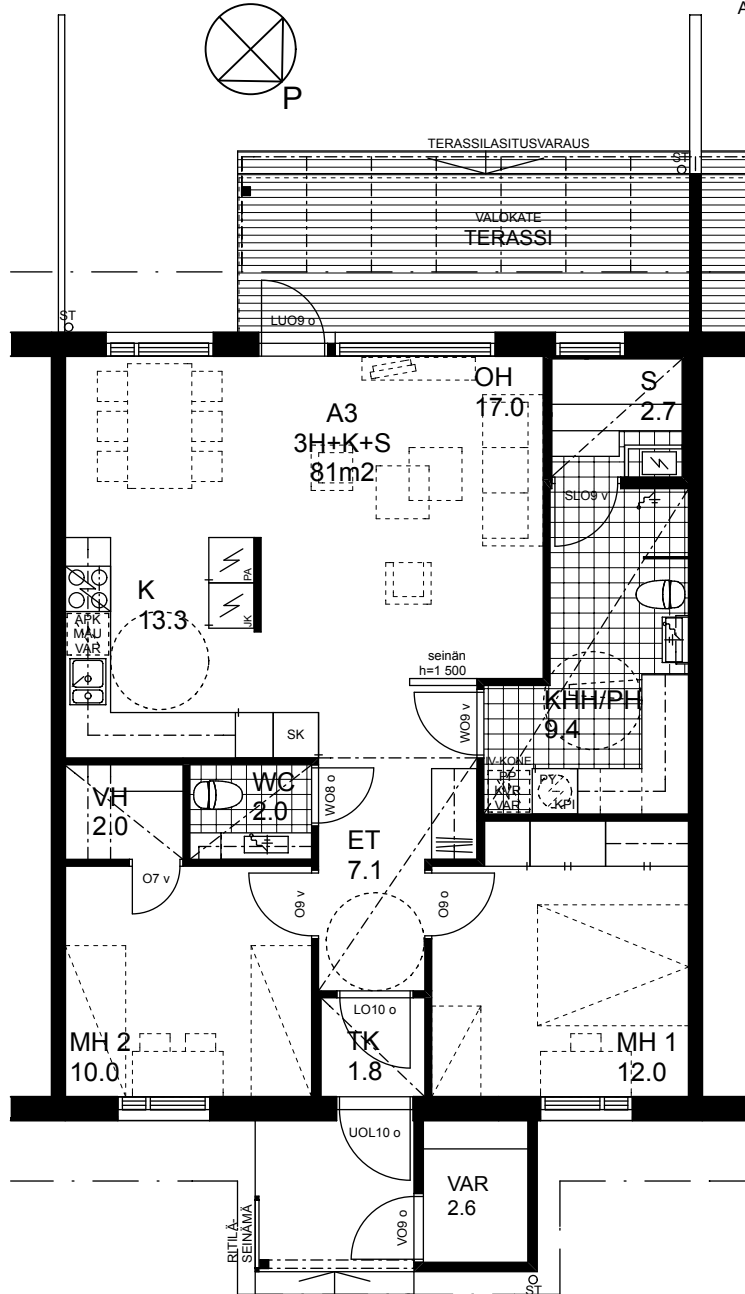 A
P
TERASSILASITUSVARAUS
ST
VALOKATE
TERASSI
ST
LUO9 o
OH
17.0
S
2.7
A3
3H+K+S
81m2
SLO9 v
K
13.3
PA
JK
APK
MAU
VAR
seinän
h=1 500
KHH/PH
9.4
WO9 v
SK
IV-KONE
PP
KVR
VAR
PY
KPI
VH
2.0
WC
2.0
WO8 o
ET
7.1
O7 v
O9 v
O9 o
LO10 o
MH 2
10.0
TK
1.8
MH 1
12.0
UOL10 o
VAR
2.6
VO9 o
RITILÄ-
SEINÄMÄ
ST